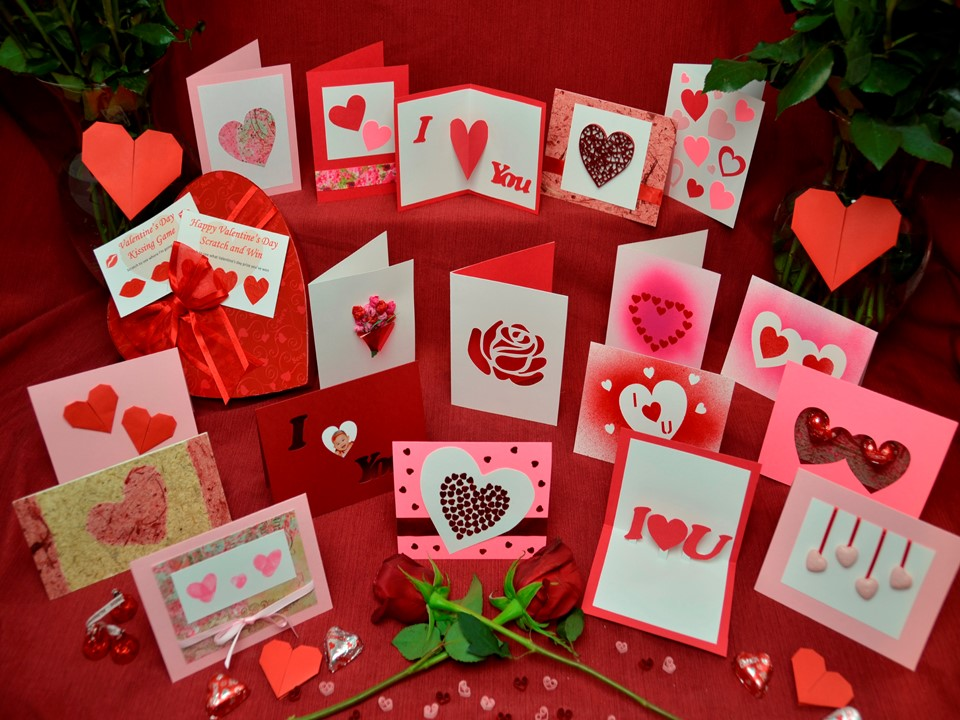 I
You
Valentine's Day
Kissing Game
Happy Valentine's Day
Scratch and Win
I
U
I
You
I U